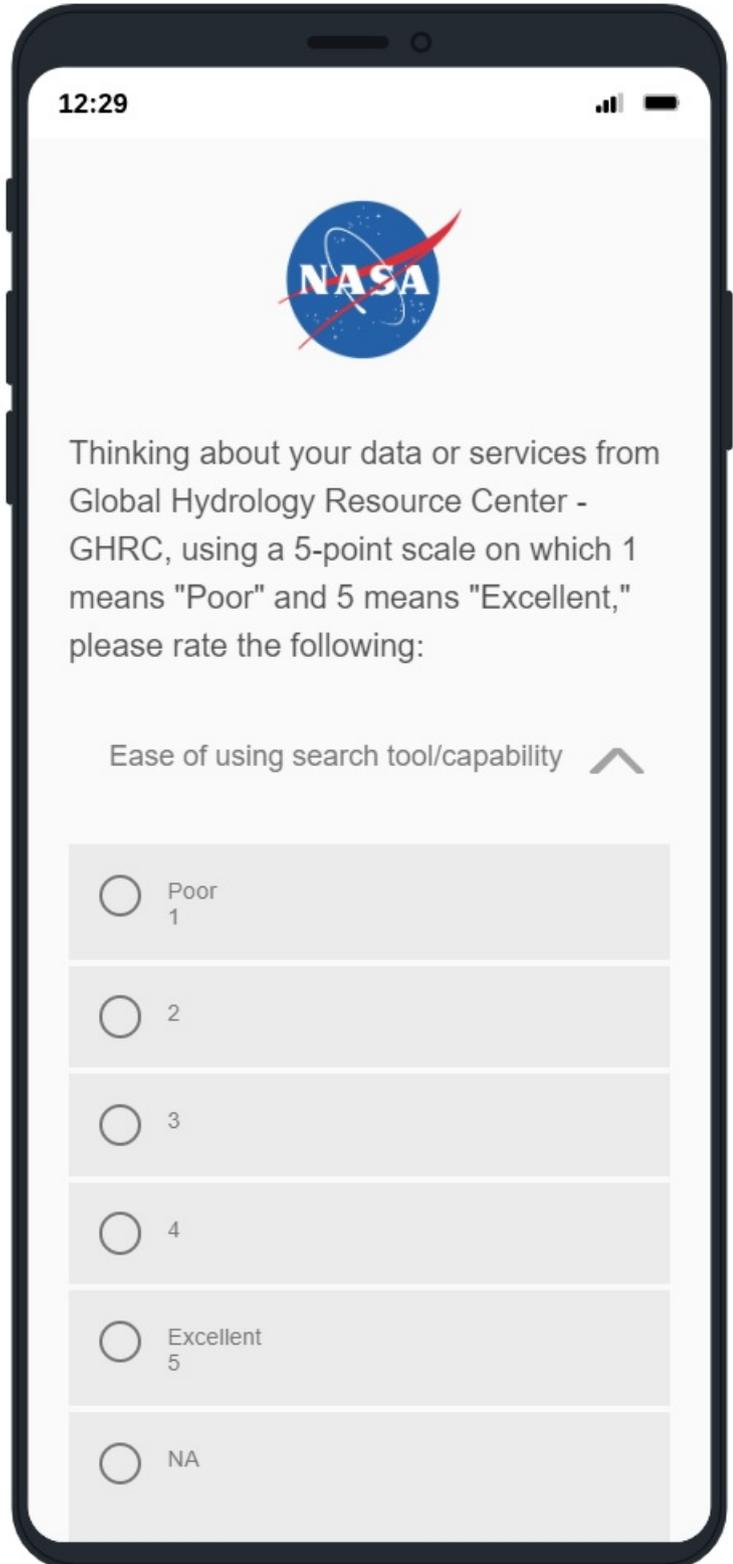 12:29
NASA
Thinking about your data or services from
Global Hydrology Resource Center -
GHRC, using a 5-point scale on which 1
means "Poor" and 5 means "Excellent,"
please rate the following:
Ease of using search tool/capability
Poor
1
2
3
4
Excellent
5
NA